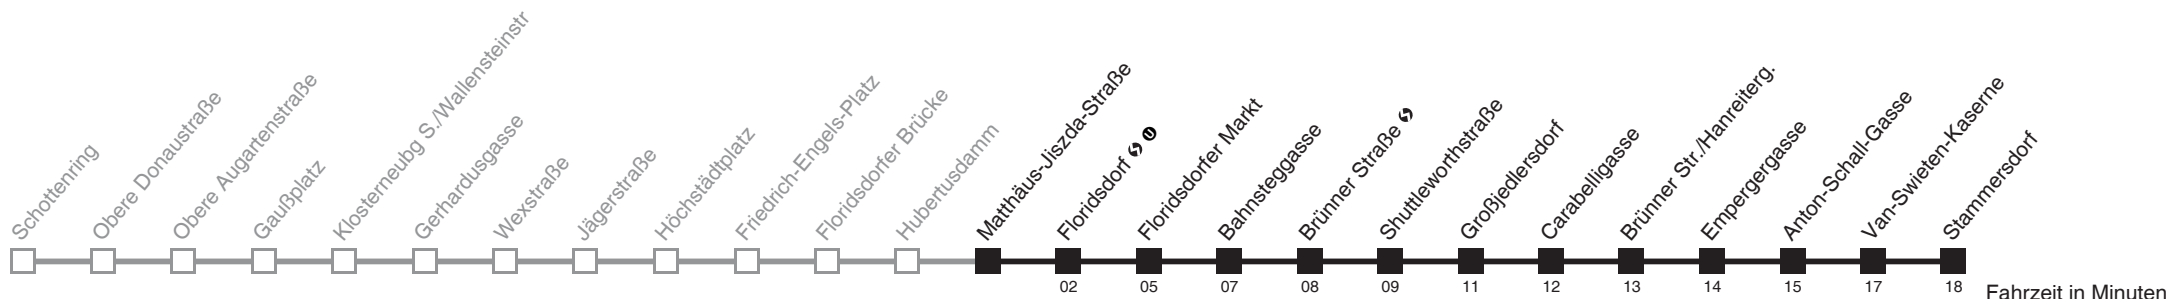 Schottenring
Obere Donaustraße
Obere Augartenstraße
Gaußplatz
Klosterneubg S./Wallensteinstr
Gerhardusgasse
Wexstraße
Jägerstraße
Höchstädtplatz
Friedrich-Engels-Platz
Floridsdorfer Brücke
Hubertusdamm
Matthäus-Jiszda-Straße
Floridsdorf S U
Floridsdorfer Markt
Bahnsteggasse
Brünner Straße S
Shuttleworthstraße
Großjedlersdorf
Carabelligasse
Brünner Str./Hanreiterg.
Empergergasse
Anton-Schall-Gasse
Van-Swieten-Kaserne
Stammersdorf
02 05 07 08 09 11 12 13 14 15 17 18 Fahrzeit in Minuten